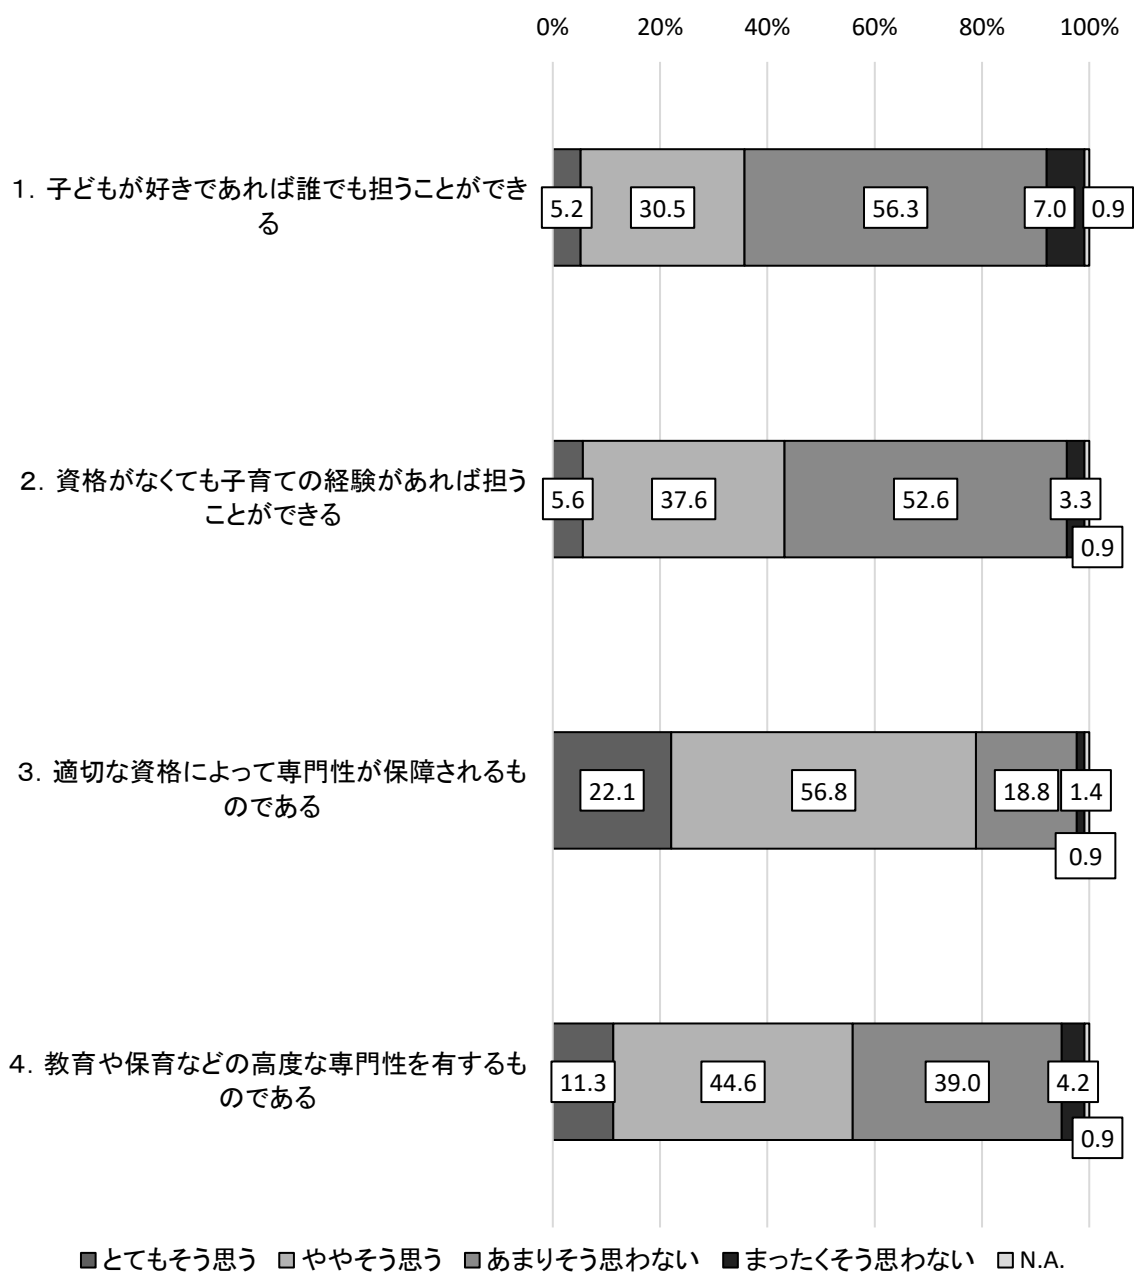 0% 20% 40% 60% 80% 100%
1. 子どもが好きであれば誰でも担うことができ
る
5.2 30.5 56.3 7.0 0.9
2. 資格がなくても子育ての経験があれば担う
ことができる
5.6 37.6 52.6 3.3
0.9
3. 適切な資格によって専門性が保障されるも
のである
22.1 56.8 18.8 1.4
0.9
4. 教育や保育などの高度な専門性を有するも
のである
11.3 44.6 39.0 4.2
0.9
とてもそう思う ややそう思う あまりそう思わない まったくそう思わない N.A.